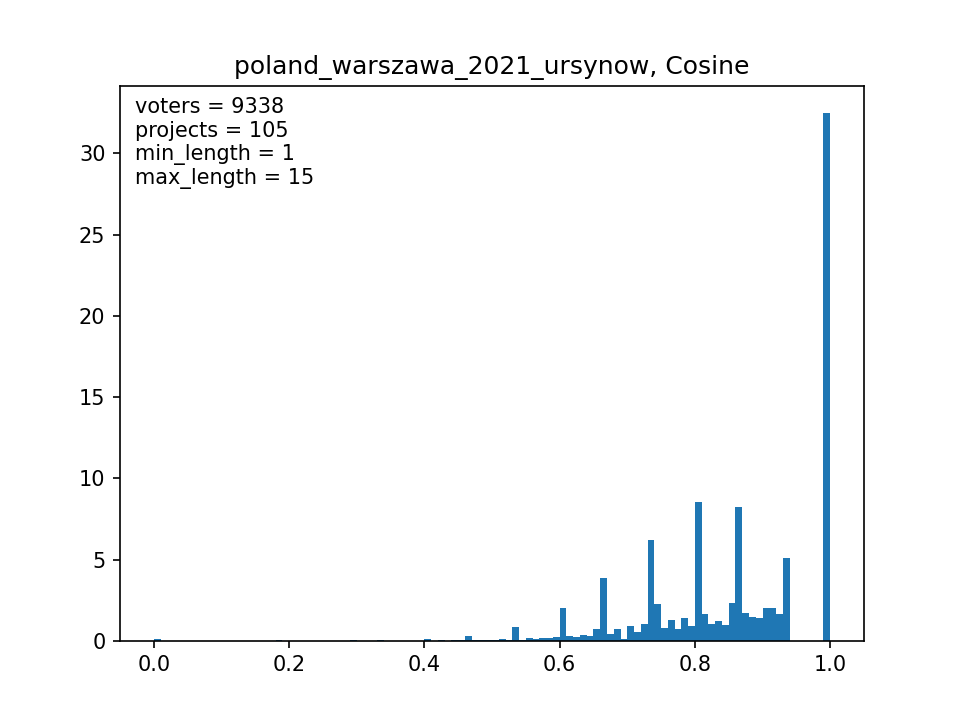 poland_warszawa_2021_ursynow, Cosine
voters = 9338
projects = 105
min_length = 1
max_length = 15
30
25
20
15
10
5
0
0.0 0.2 0.4 0.6 0.8 1.0